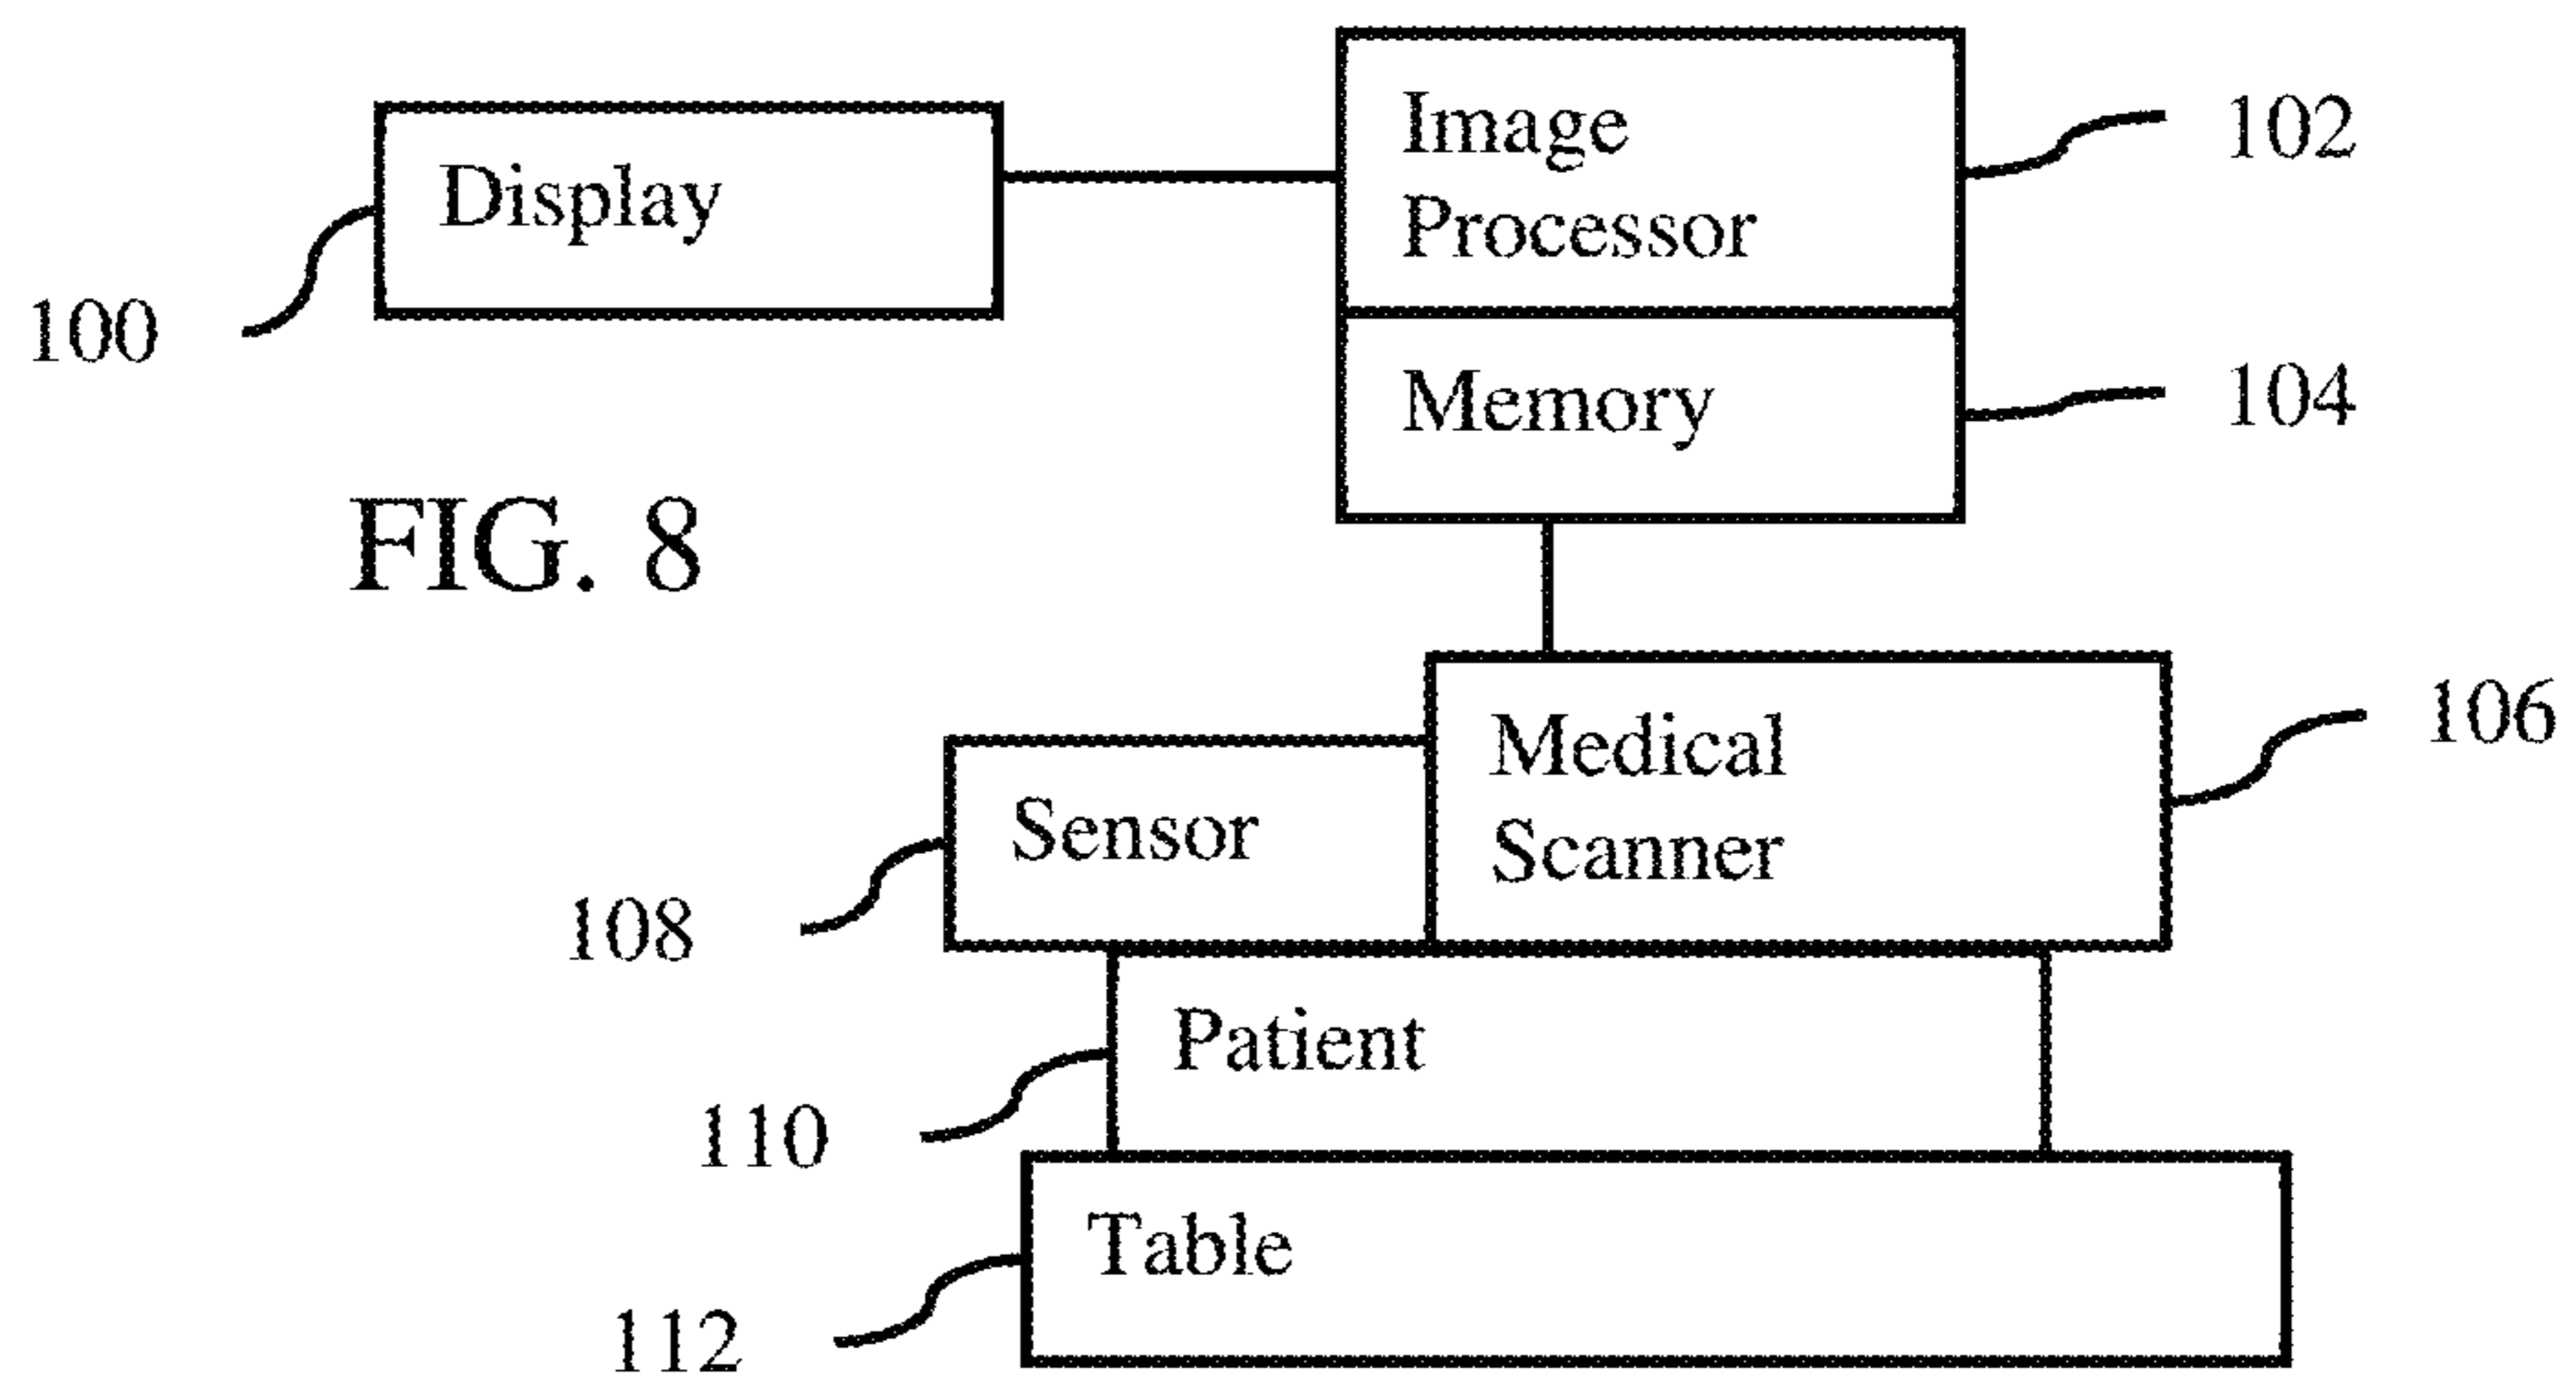 Image
Processor
102
Display
100
Memory
104
FIG. 8
Medical
Scanner
106
Sensor
108
Patient
110
Table
112